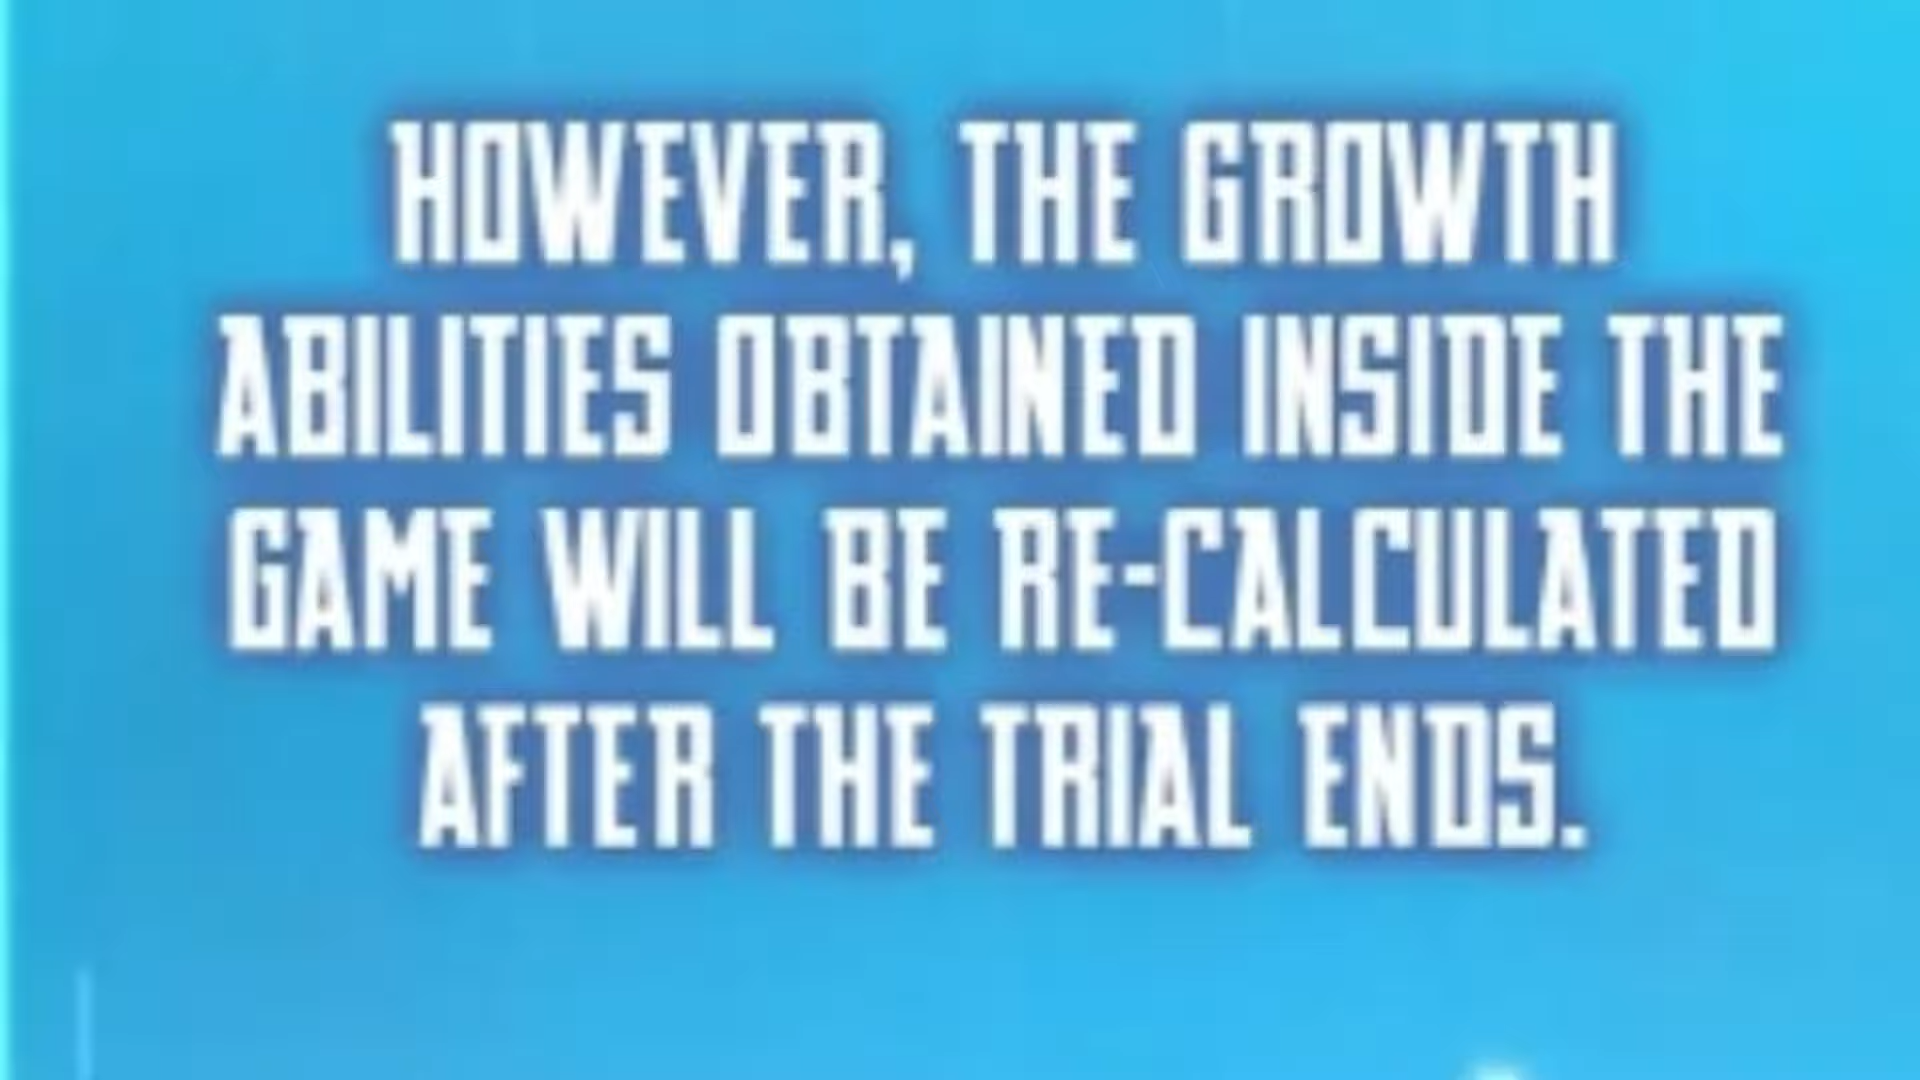 HOWEVER, THE GROWTH
ABILITIES OBTAINED INSIDE THE
GAME WILL BE RE-CALCULATED
AFTER THE TRIAL ENDS.